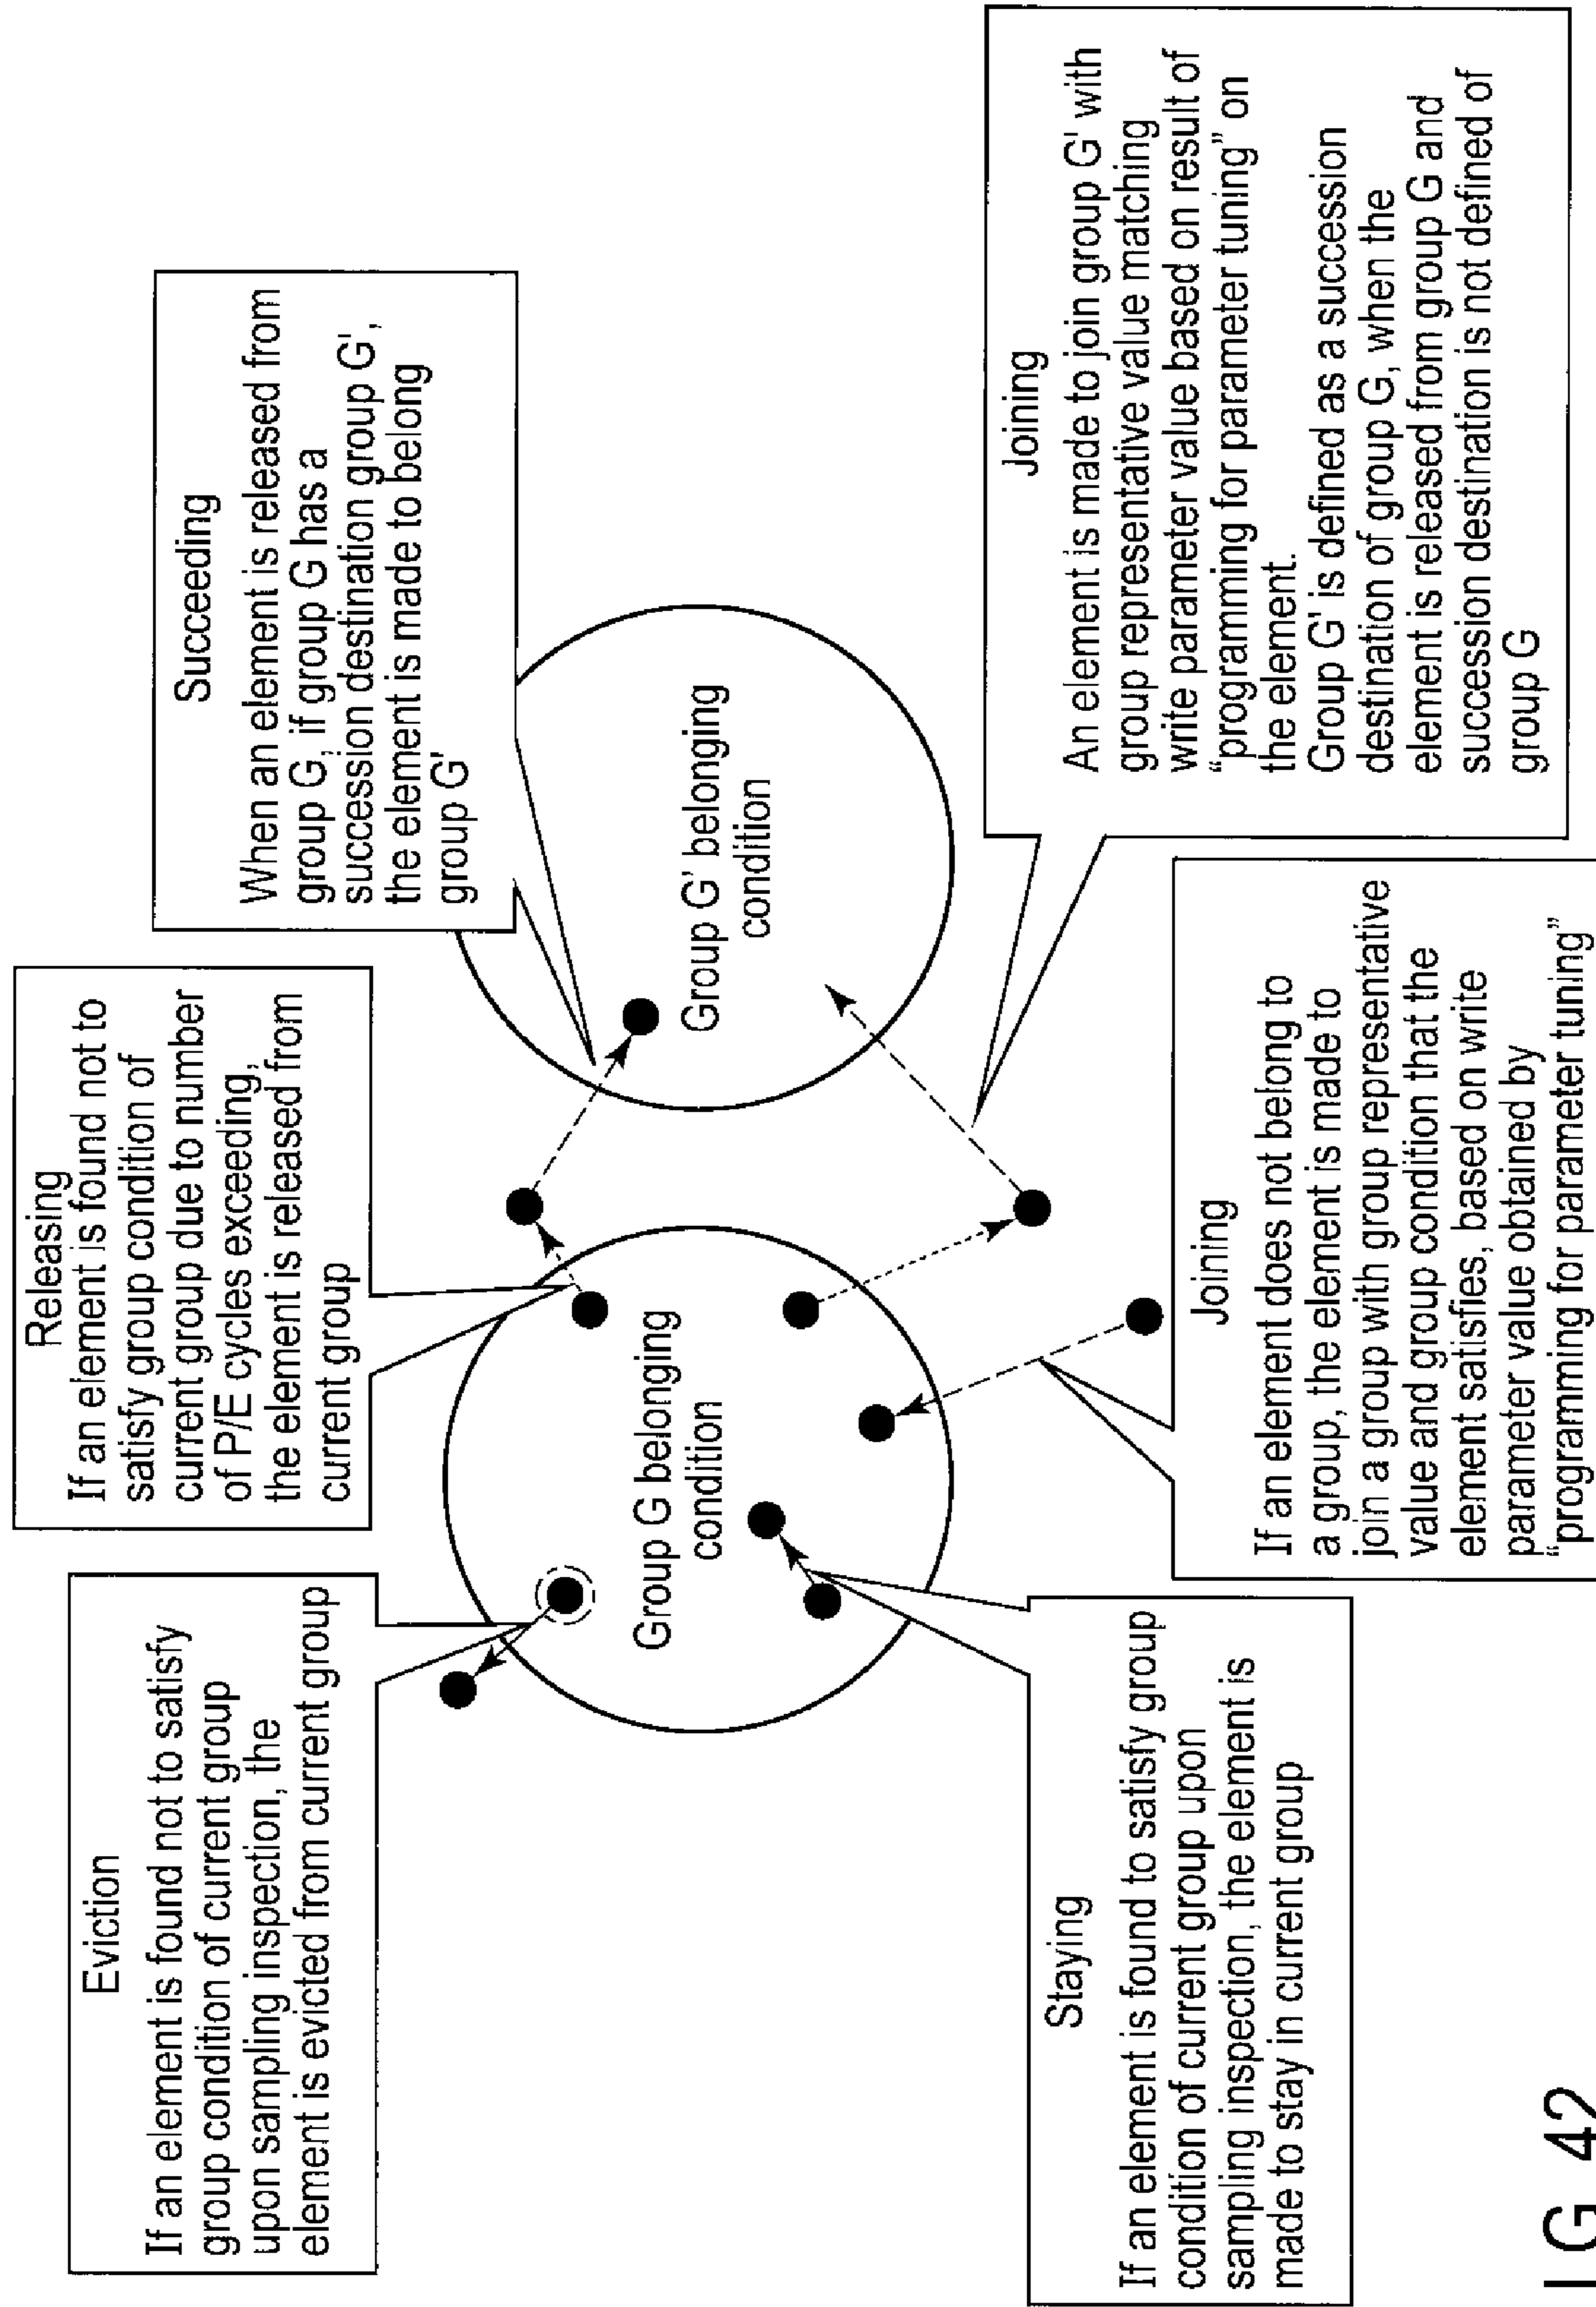 Eviction
If an element is found not to satisfy
group condition of current group
upon sampling inspection, the
element is evicted from current group
Releasing
If an element is found not to
satisfy group condition of
current group due to number
of P/E cycles exceeding,
the element is released from
current group
Succeeding
When an element is released from
group G, if group G has a
succession destination group G',
the element is made to belong
group G'
Group G belonging
condition
Group G' belonging
condition
Staying
If an element is found to satisfy group
condition of current group upon
sampling inspection, the element is
made to stay in current group
Joining
If an element does not belong to
a group, the element is made to
join a group with group representative
value and group condition that the
element satisfies, based on write
parameter value obtained by
“programming for parameter tuning”
Joining
An element is made to join group G' with
group representative value matching
write parameter value based on result of
“programming for parameter tuning” on
the element.
Group G' is defined as a succession
destination of group G, when the
element is released from group G and
succession destination is not defined of
group G
I G. 42